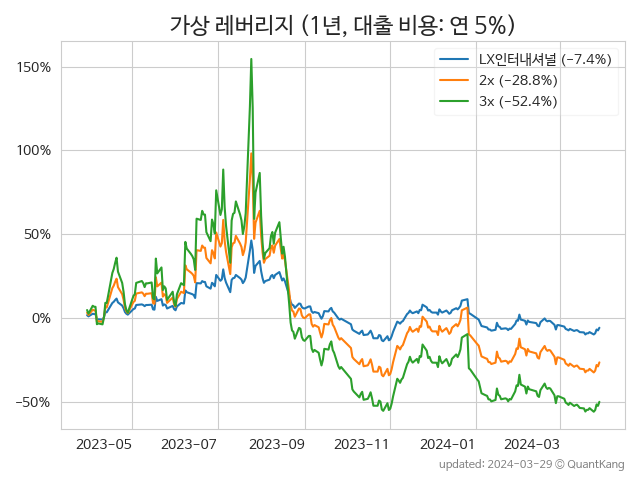 가상 레버리지 (1년, 대출 비용: 연 5%)
LX인터내셔널 (−7.4%)
2x (−28.8%)
3x (−52.4%)
150%
100%
50%
0%
−50%
2023−05 2023−07 2023−09 2023−11 2024−01 2024−03
updated: 2024−03−29 © QuantKang